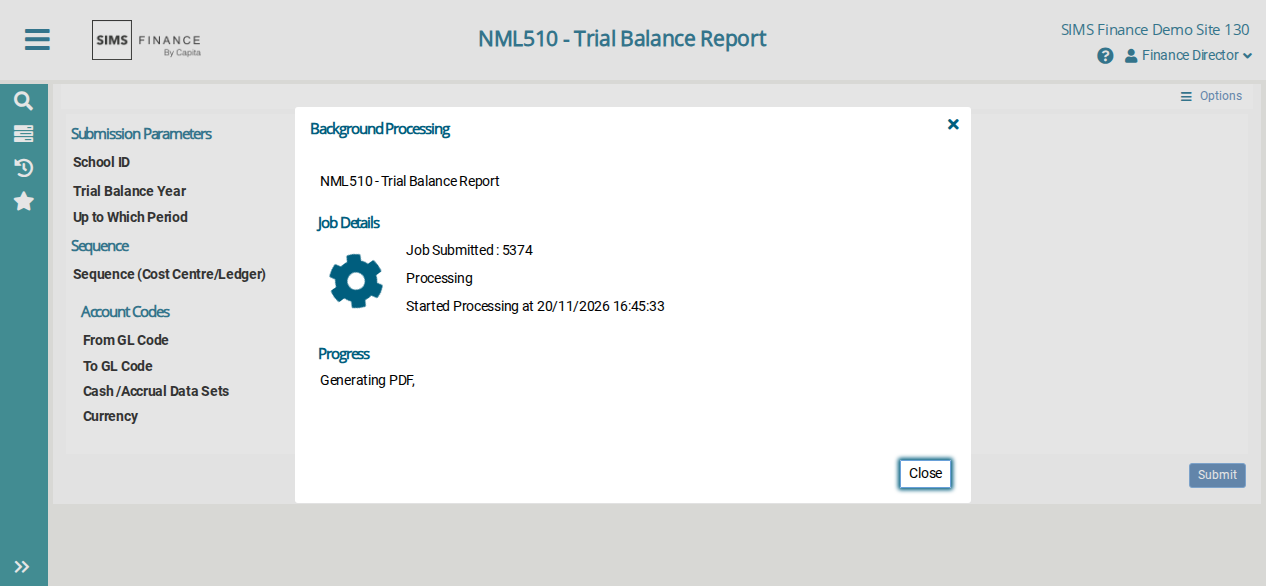 SIMS FINANCE
By Capita
NML510 - Trial Balance Report
SIMS Finance Demo Site 130
Finance Director
Options
Submission Parameters
School ID
Trial Balance Year
Up to Which Period
Sequence
Sequence (Cost Centre/Ledger)
Account Codes
From GL Code
To GL Code
Cash /Accrual Data Sets
Currency
Background Processing
NML510 - Trial Balance Report
Job Details
Job Submitted : 5374
Processing
Started Processing at 20/11/2026 16:45:33
Progress
Generating PDF,
Close
Submit